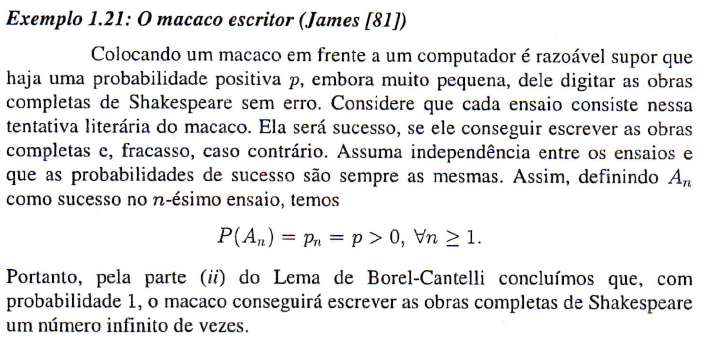 Exemplo 1.21: O macaco escritor (James [81])
Colocando um macaco em frente a um computador é razoável supor que
haja uma probabilidade positiva p, embora muito pequena, dele digitar as obras
completas de Shakespeare sem erro. Considere que cada ensaio consiste nessa
tentativa literária do macaco. Ela será sucesso, se ele conseguir escrever as obras
completas e, fracasso, caso contrário. Assuma independência entre os ensaios e
que as probabilidades de sucesso são sempre as mesmas. Assim, definindo Aₙ
como sucesso no n-ésimo ensaio, temos
P(Aₙ) = pₙ = p > 0, ∀n ≥ 1.
Portanto, pela parte (ii) do Lema de Borel-Cantelli concluímos que, com
probabilidade 1, o macaco conseguirá escrever as obras completas de Shakespeare
um número infinito de vezes.